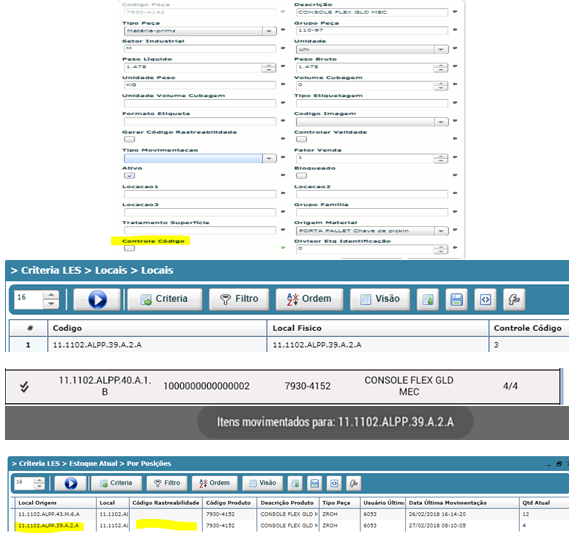 Codigo Peça Descrição
7930-4152 CONSOLE FLEX GLD MEC
Tipo Peça Grupo Peça
Matéria-prima 110-97
Setor Industrial Unidade
M UN
Peso Líquido Peso Bruto
1.478 1.478
Unidade Peso Volume Cubagem
KG 0
Unidade Volume Cubagem Tipo Etiquetagem
Formato Etiqueta Codigo Imagem
Gerar Código Rastreabilidade Controlar Validade
Tipo Movimentacao Fator Venda
1
Ativo Bloqueado
Locacao1 Locacao2
Locacao3 Grupo Família
Tratamento Superfície Origem Material
PORTA PALLET Chave de pickin
Controle Código Divisor Etq Identificação
0
> Criteria LES > Locais > Locais
16 Criteria Filtro Ordem Visão
# Codigo Local Fisico Controle Código
1 11.1102.ALPP.39.A.2.A 11.1102.ALPP.39.A.2.A 3
11.1102.ALPP.40.A.1.B 1000000000000002 7930-4152 CONSOLE FLEX GLD MEC 4/4
Itens movimentados para: 11.1102.ALPP.39.A.2.A
> Criteria LES > Estoque Atual > Por Posições
16 Criteria Filtro Ordem Visão
Local Origem Local Código Rastreabilidade Código Produto Descrição Produto Tipo Peça Usuário Última Data Última Movimentação Qtd Atual
11.1102.ALPP.43.M.6.A 11.1102.AL 7930-4152 CONSOLE FLEX GLD M ZROH 6053 26/02/2018 16:14:20 12
11.1102.ALPP.39.A.2.A 11.1102.AL 7930-4152 CONSOLE FLEX GLD M ZROH 6053 27/02/2018 08:10:05 4